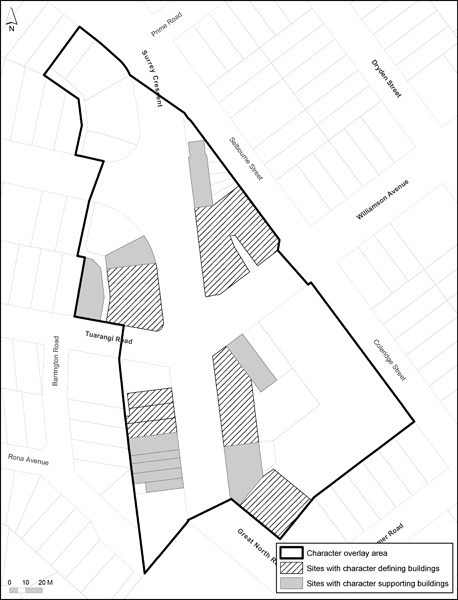 N
Prime Road
Surrey Crescent
Dryden Street
Selbourne Street
Williamson Avenue
Tuarangi Road
Barrington Road
Coleridge Street
Rona Avenue
Great North
Road
Character overlay area
Sites with character defining buildings
Sites with character supporting buildings
0 10 20 M